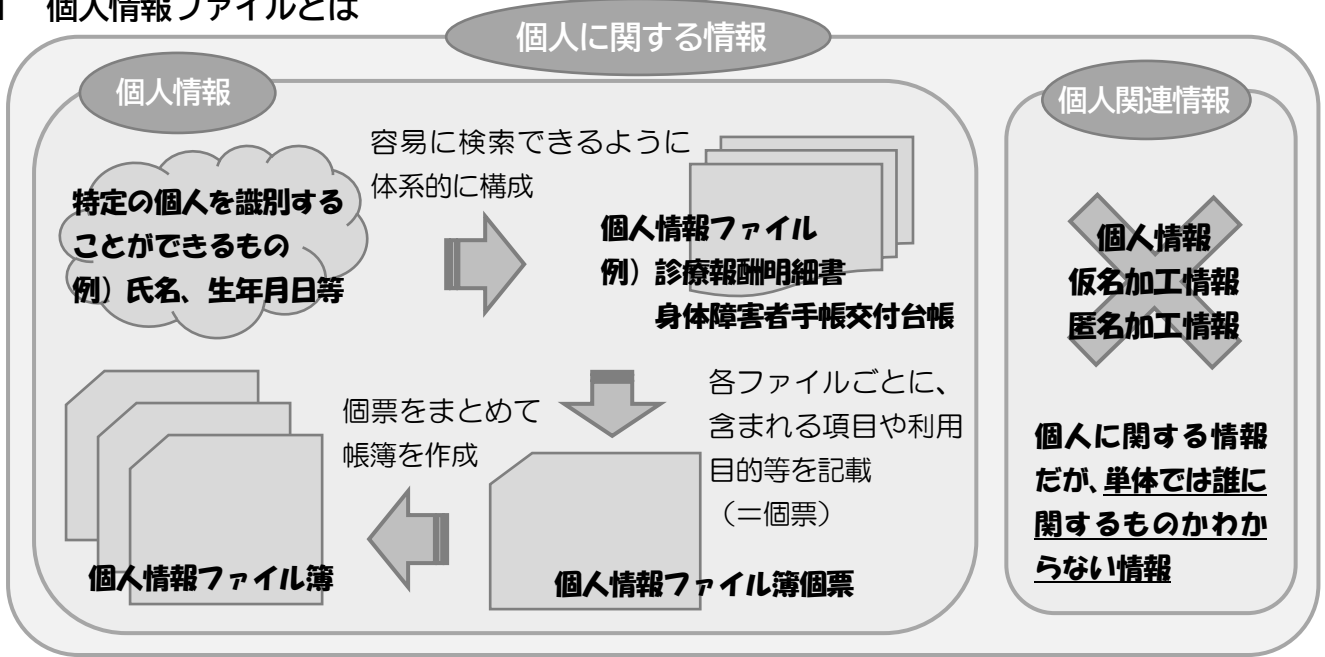 個人情報ファイルとは
個人に関する情報
個人情報
特定の個人を識別する
ことができるもの
例）氏名、生年月日等
容易に検索できるように
体系的に構成
個人情報ファイル
例）診療報酬明細書
身体障害者手帳交付台帳
各ファイルごとに、
含まれる項目や利用
目的等を記載
（＝個票）
個人情報ファイル簿個票
個票をまとめて
帳簿を作成
個人情報ファイル簿
個人関連情報
個人情報
仮名加工情報
匿名加工情報
個人に関する情報
だが、単体では誰に
関するものかわか
らない情報